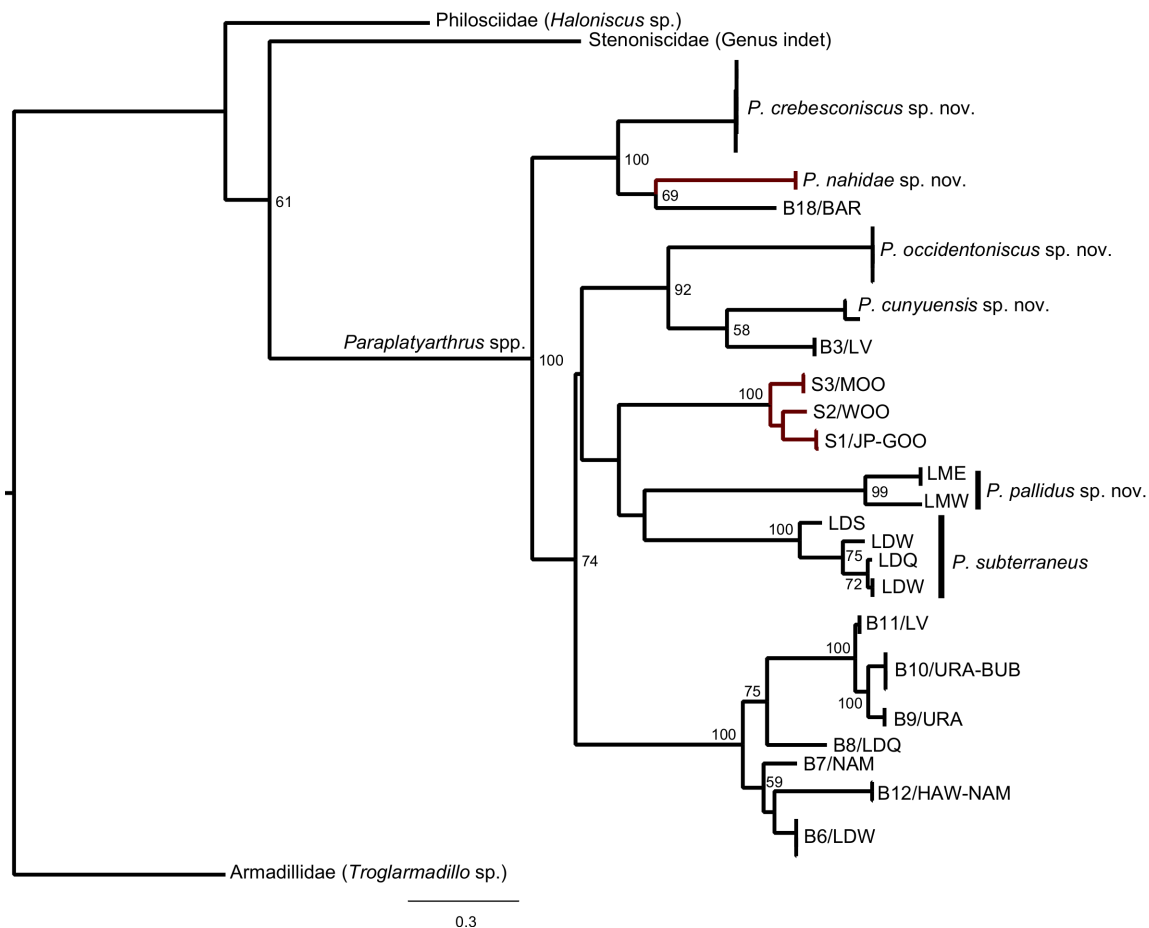 Philosciidae (Haloniscus sp.)
Stenoniscidae (Genus indet)
P. crebesconiscus sp. nov.
100
P. nahidae sp. nov.
69
B18/BAR
61
P. occidentoniscus sp. nov.
92
P. cunyuensis sp. nov.
58
B3/LV
Paraplatyarthrus spp.
100
S3/MOO
100
S2/WOO
S1/JP-GOO
LME
99
P. pallidus sp. nov.
LMW
LDS
100
LDW
75
LDQ
P. subterraneus
72
LDW
74
B11/LV
100
B10/URA-BUB
100
B9/URA
75
100
B8/LDQ
B7/NAM
59
B12/HAW-NAM
B6/LDW
Armadillidae (Troglarmadillo sp.)
0.3